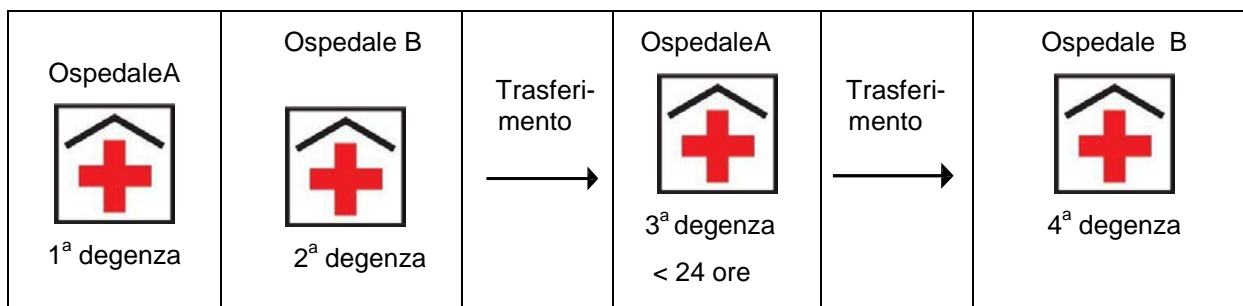 OspedaleA
1ª degenza
Ospedale B
2ª degenza
Trasferi-
mento
OspedaleA
3ª degenza
< 24 ore
Trasferi-
mento
Ospedale B
4ª degenza